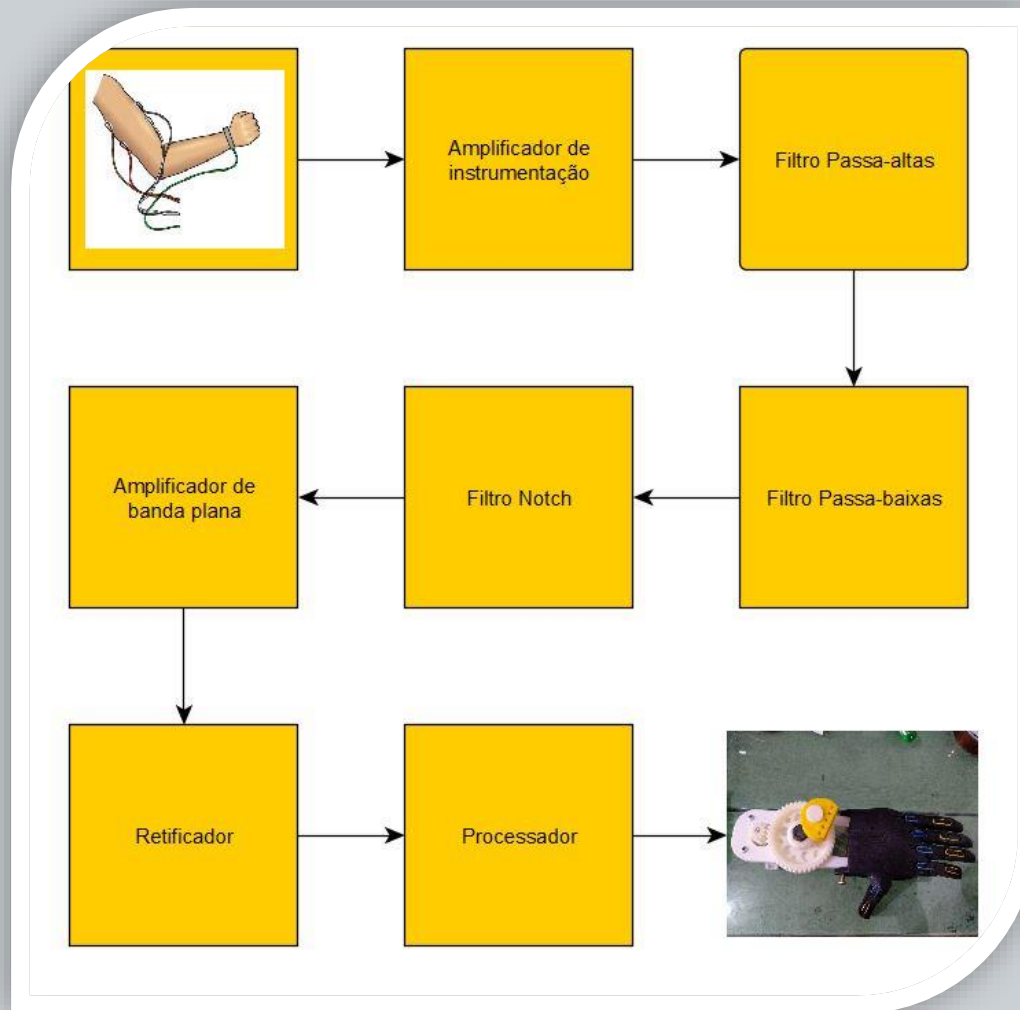 Amplificador de
instrumentação
Filtro Passa-altas
Amplificador de
banda plana
Filtro Notch
Filtro Passa-baixas
Retificador
Processador